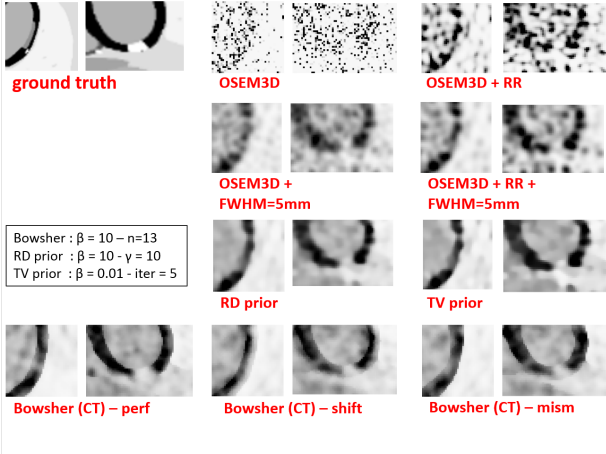 ground truth
OSEM3D
OSEM3D + RR
OSEM3D +
FWHM=5mm
OSEM3D + RR +
FWHM=5mm
Bowsher : β = 10 – n=13
RD prior : β = 10 - γ = 10
TV prior : β = 0.01 - iter = 5
RD prior
TV prior
Bowsher (CT) – perf
Bowsher (CT) – shift
Bowsher (CT) – mism